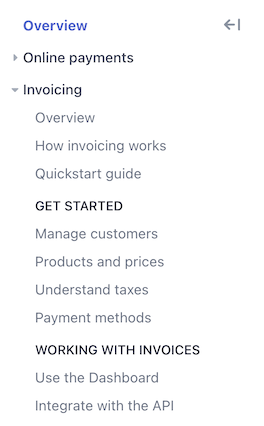 Overview
Online payments
Invoicing
Overview
How invoicing works
Quickstart guide
GET STARTED
Manage customers
Products and prices
Understand taxes
Payment methods
WORKING WITH INVOICES
Use the Dashboard
Integrate with the API